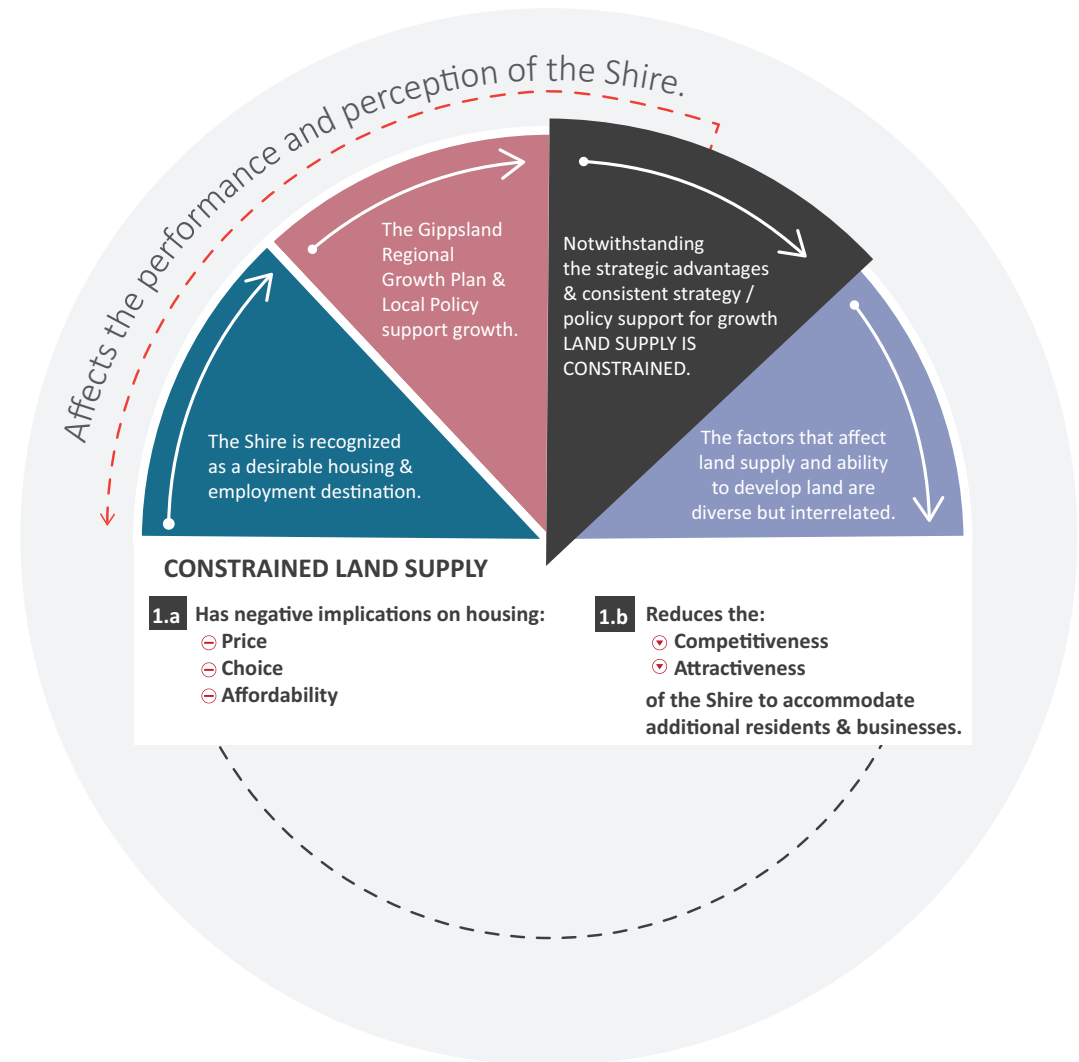 Affects the performance and perception of the Shire.
The Shire is recognized
as a desirable housing &
employment destination.
The Gippsland
Regional
Growth Plan &
Local Policy
support growth.
Notwithstanding
the strategic advantages
& consistent strategy /
policy support for growth
LAND SUPPLY IS
CONSTRAINED.
The factors that affect
land supply and ability
to develop land are
diverse but interrelated.
CONSTRAINED LAND SUPPLY
1.a Has negative implications on housing:
Price
Choice
Affordability
1.b Reduces the:
Competitiveness
Attractiveness
of the Shire to accommodate
additional residents & businesses.